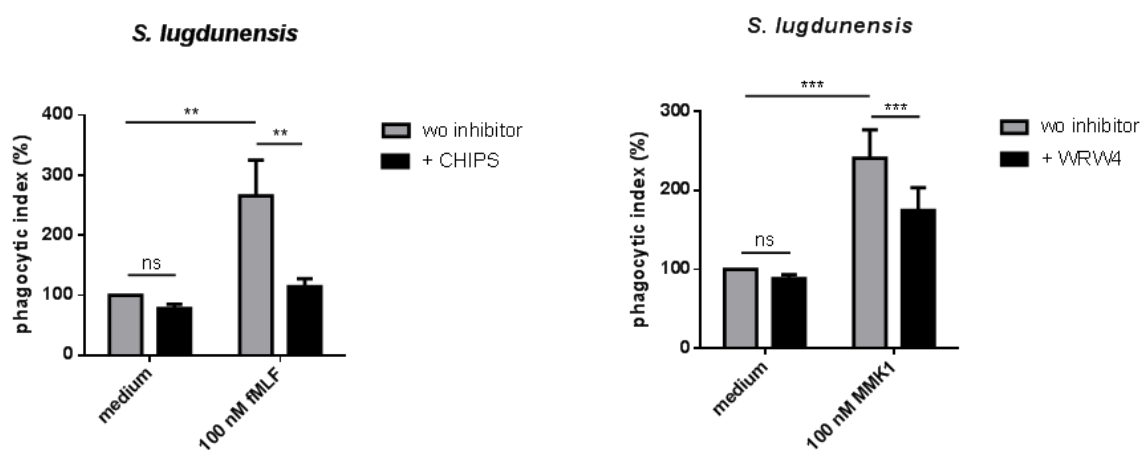 S. lugdunensis
**
**
ns
400
300
200
100
0
phagocytic index (%)
medium
100 nM fMLF
wo inhibitor
+ CHIPS
S. lugdunensis
***
***
ns
300
200
100
0
phagocytic index (%)
medium
100 nM MMK1
wo inhibitor
+ WRW4